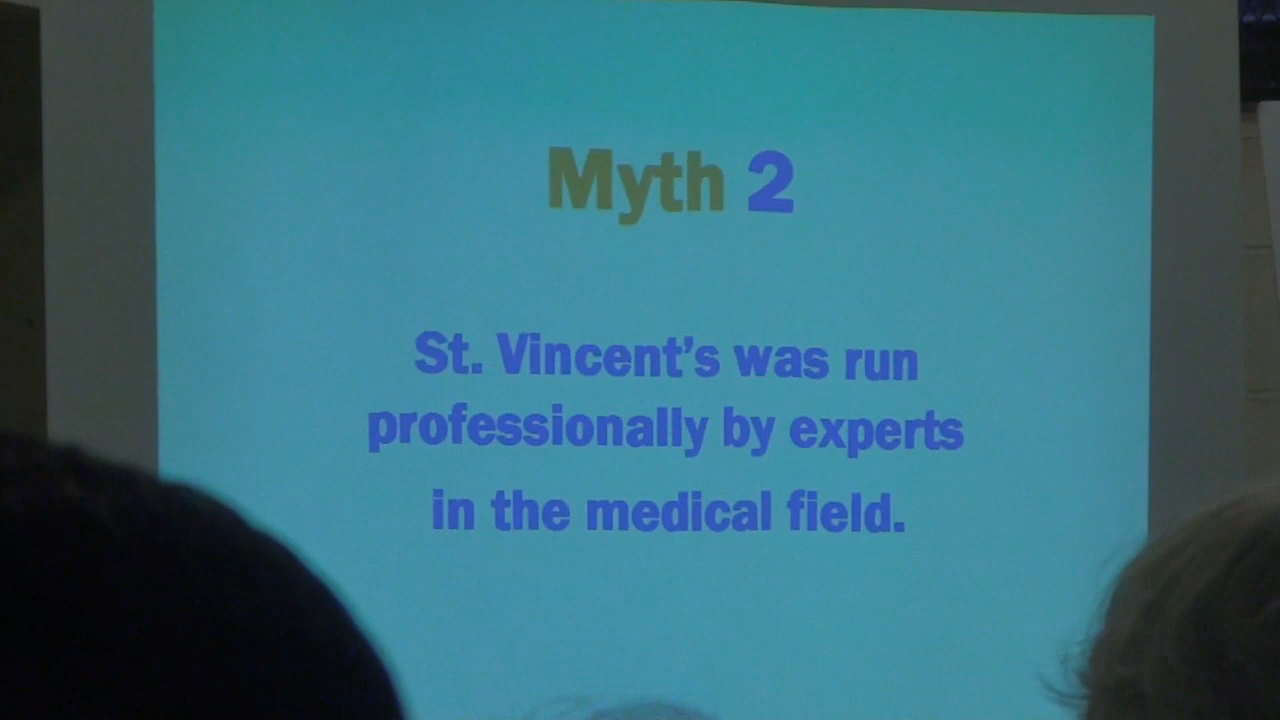 Myth 2
St. Vincent's was run
professionally by experts
in the medical field.